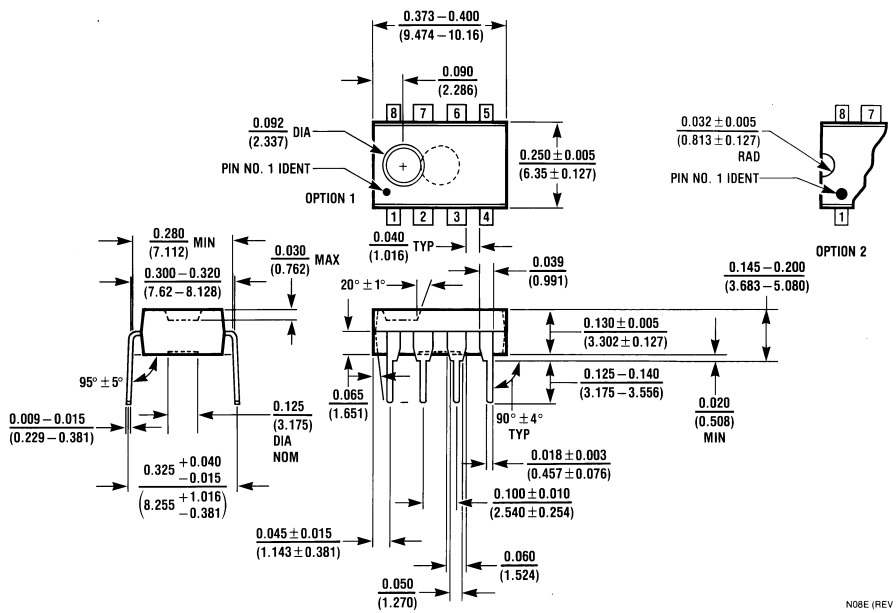 0.373 – 0.400
(9.474 – 10.16)
0.090
(2.286)
8 7 6 5
0.092 DIA
(2.337)
PIN NO. 1 IDENT
OPTION 1
1 2 3 4
0.250 ± 0.005
(6.35 ± 0.127)
0.032 ± 0.005
(0.813 ± 0.127)
RAD
PIN NO. 1 IDENT
8 7
1
OPTION 2
0.280 MIN
(7.112)
0.300 – 0.320
(7.62 – 8.128)
0.030 MAX
(0.762)
0.040 TYP
(1.016)
20° ± 1°
0.039
(0.991)
0.145 – 0.200
(3.683 – 5.080)
0.130 ± 0.005
(3.302 ± 0.127)
0.125 – 0.140
(3.175 – 3.556)
0.020
(0.508)
MIN
95° ± 5°
0.009 – 0.015
(0.229 – 0.381)
0.125
(3.175)
DIA
NOM
0.065
(1.651)
90° ± 4°
TYP
0.018 ± 0.003
(0.457 ± 0.076)
0.325 +0.040
−0.015
(8.255 +1.016
−0.381)
0.100 ± 0.010
(2.540 ± 0.254)
0.045 ± 0.015
(1.143 ± 0.381)
0.060
(1.524)
0.050
(1.270)
N08E (REV